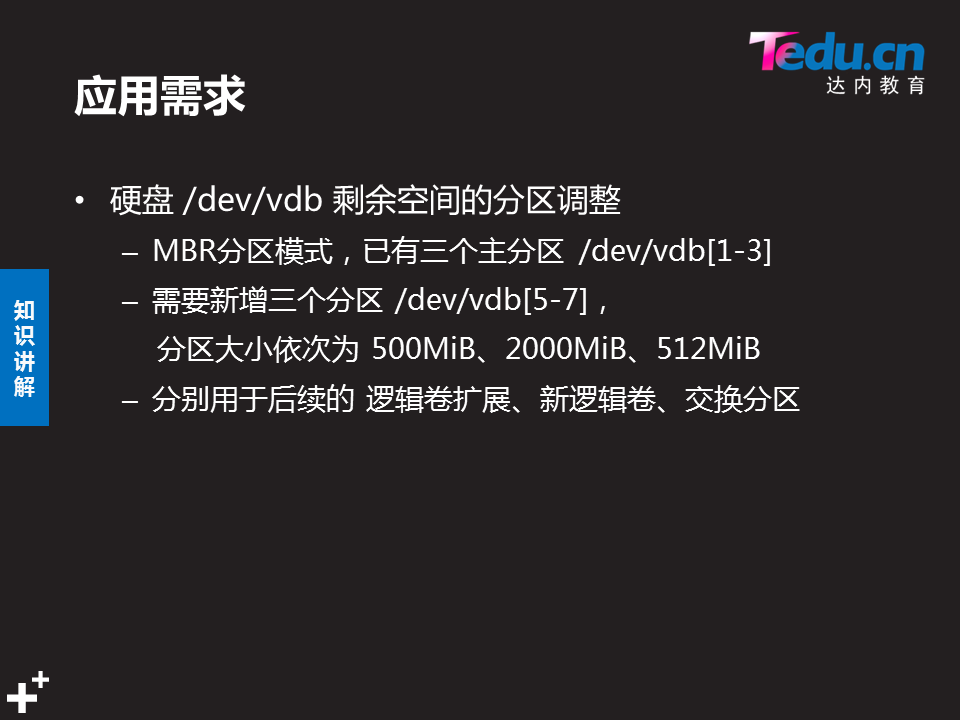 Tedu.cn
达内教育
应用需求
• 硬盘 /dev/vdb 剩余空间的分区调整
– MBR分区模式，已有三个主分区 /dev/vdb[1-3]
– 需要新增三个分区 /dev/vdb[5-7]，
分区大小依次为 500MiB、2000MiB、512MiB
– 分别用于后续的 逻辑卷扩展、新逻辑卷、交换分区
知
识
讲
解